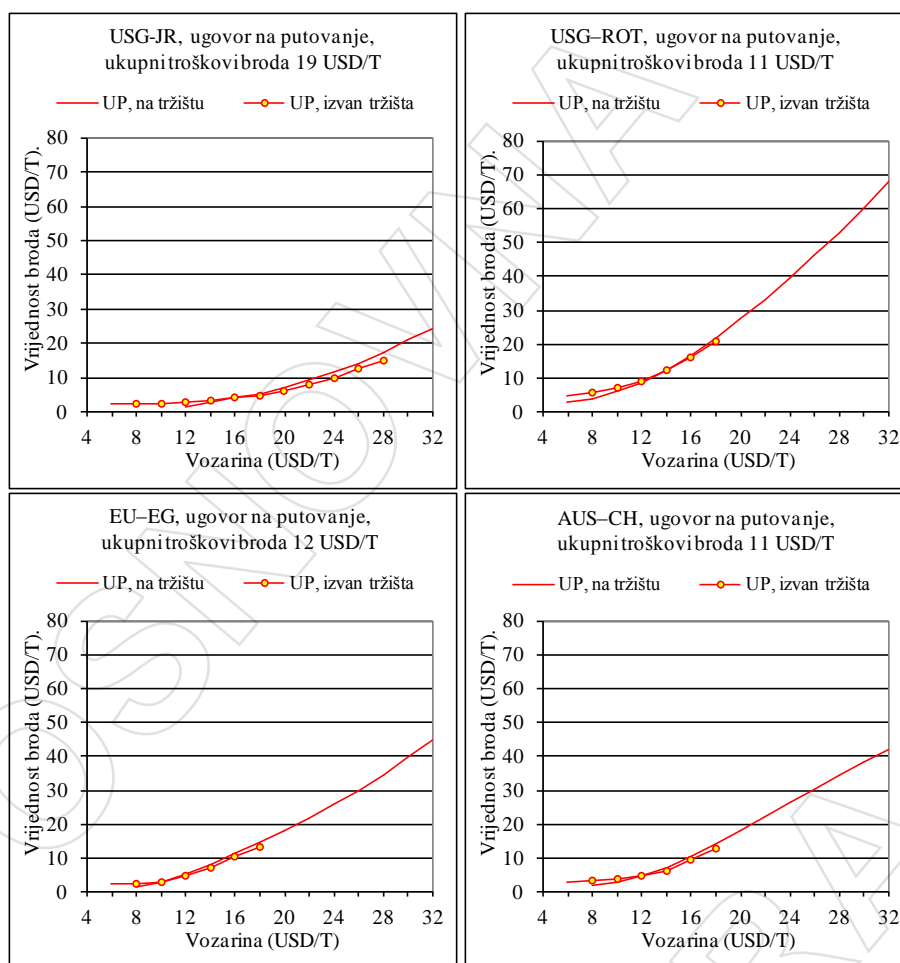 USG-JR, ugovor na putovanje,
ukupni troškovi broda 19 USD/T
UP, na tržištu UP, izvan tržišta
Vrijednost broda (USD/T).
80
70
60
50
40
30
20
10
0
4 8 12 16 20 24 28 32
Vozarina (USD/T)
USG–ROT, ugovor na putovanje,
ukupni troškovi broda 11 USD/T
UP, na tržištu UP, izvan tržišta
Vrijednost broda (USD/T).
80
70
60
50
40
30
20
10
0
4 8 12 16 20 24 28 32
Vozarina (USD/T)
EU–EG, ugovor na putovanje,
ukupni troškovi broda 12 USD/T
UP, na tržištu UP, izvan tržišta
Vrijednost broda (USD/T).
80
70
60
50
40
30
20
10
0
4 8 12 16 20 24 28 32
Vozarina (USD/T)
AUS–CH, ugovor na putovanje,
ukupni troškovi broda 11 USD/T
UP, na tržištu UP, izvan tržišta
Vrijednost broda (USD/T).
80
70
60
50
40
30
20
10
0
4 8 12 16 20 24 28 32
Vozarina (USD/T)
OSNOVNA